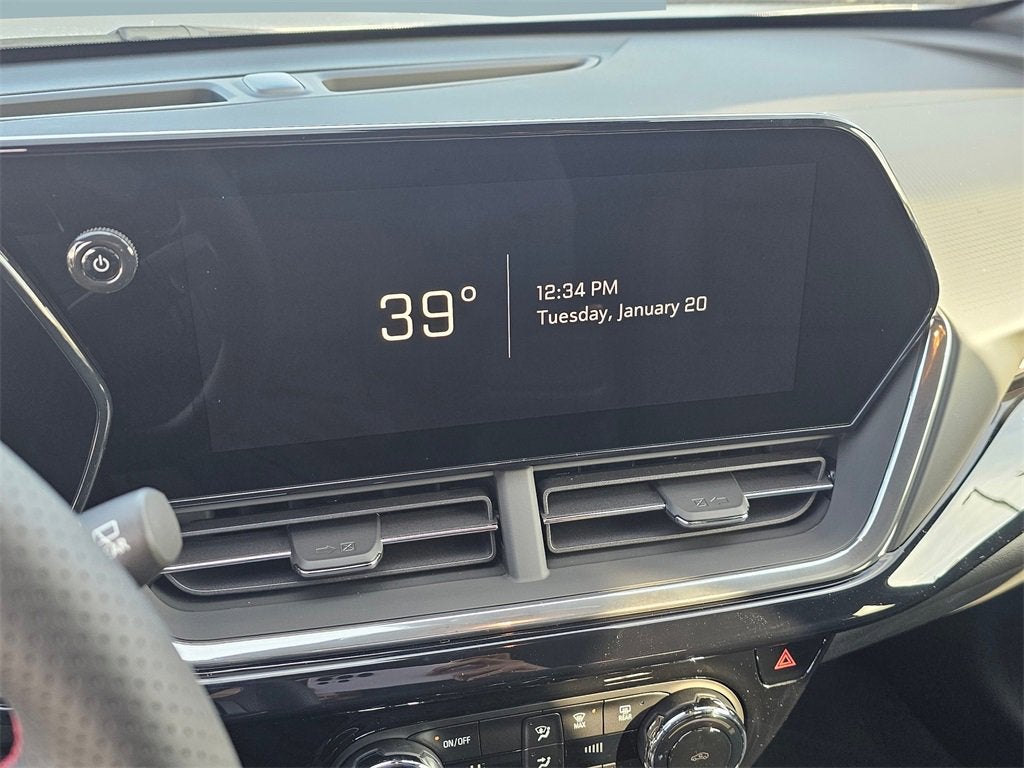 39°
12:34 PM
Tuesday, January 20
ON/OFF
MAX
REAR